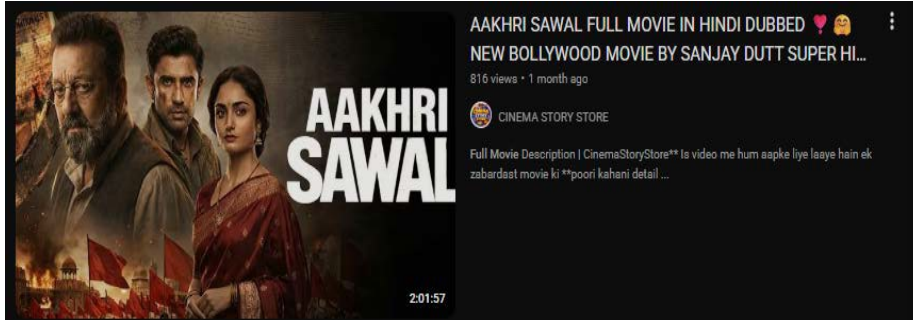 AAKHRI
SAWAL
2:01:57
AAKHRI SAWAL FULL MOVIE IN HINDI DUBBED 🌹 🤗
NEW BOLLYWOOD MOVIE BY SANJAY DUTT SUPER HI...
816 views • 1 month ago
CINEMA STORY STORE
Full Movie Description | CinemaStoryStore** Is video me hum aapke liye laaye hain ek
zabardast movie ki **poori kahani detail ...